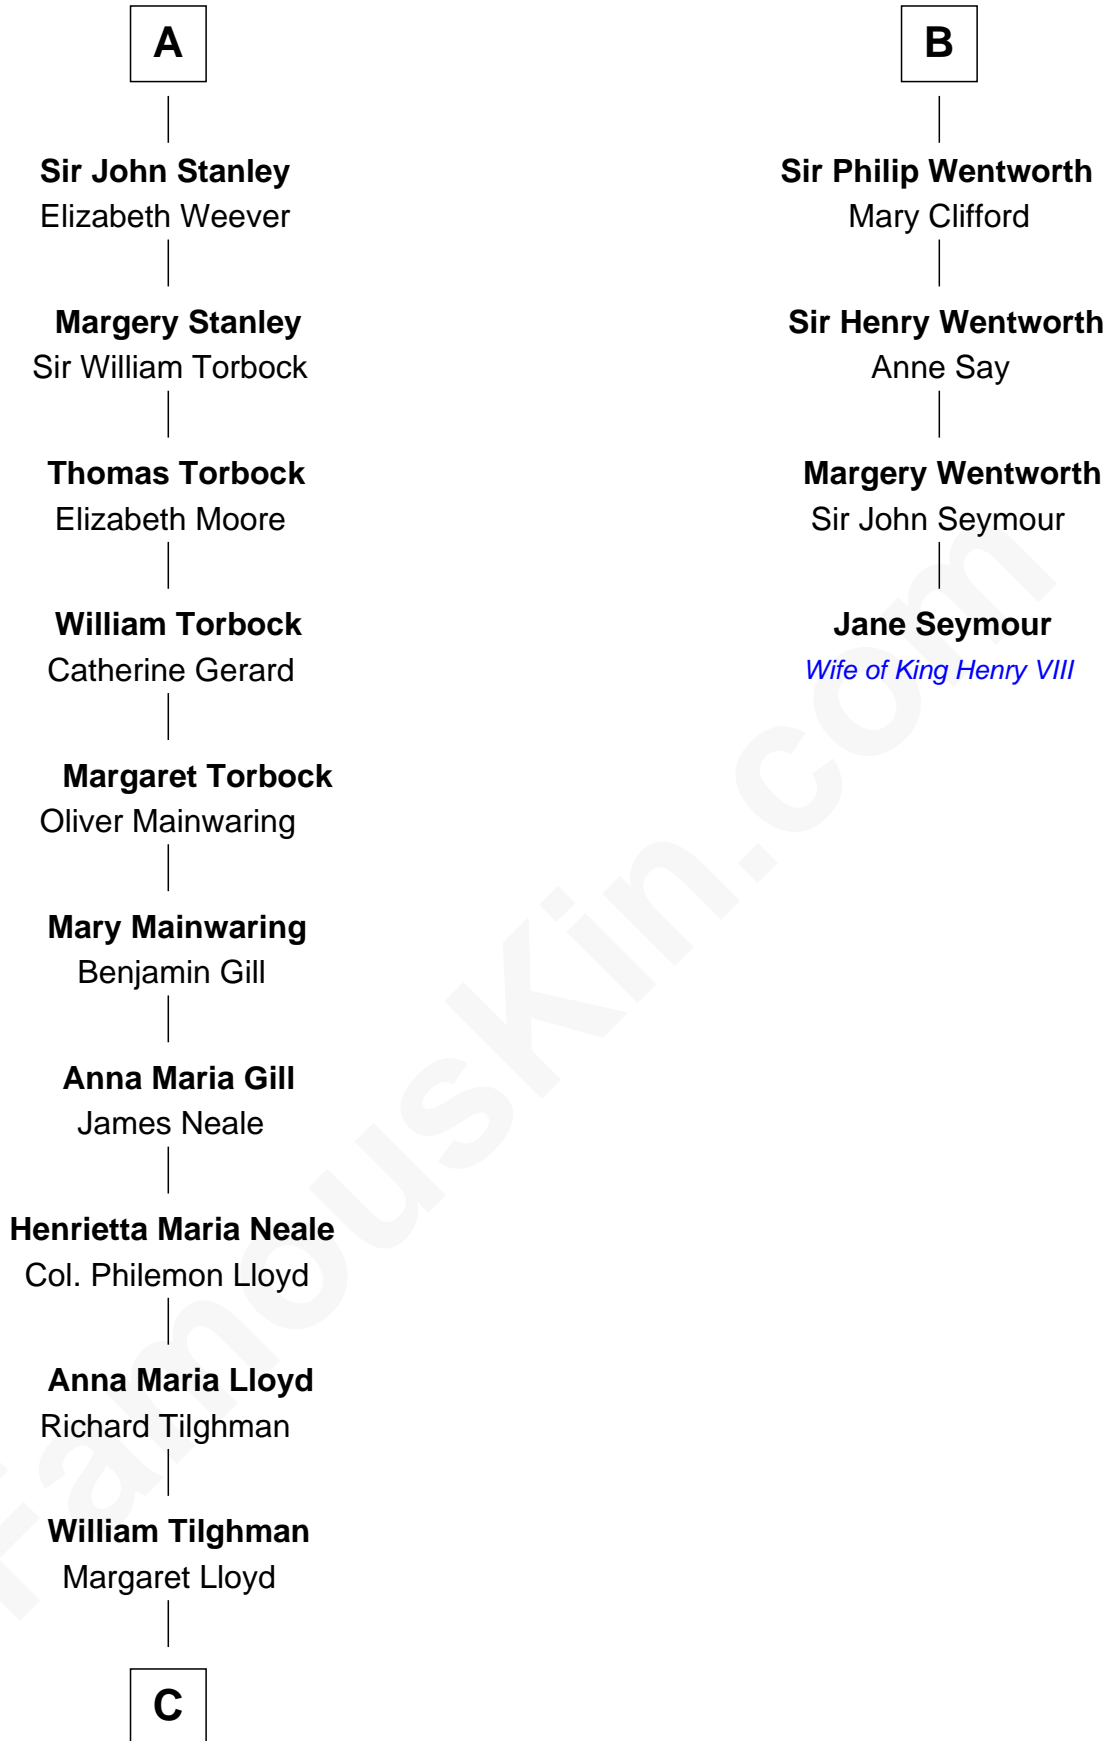 A
Sir John Stanley
Elizabeth Weever
Margery Stanley
Sir William Torbock
Thomas Torbock
Elizabeth Moore
William Torbock
Catherine Gerard
Margaret Torbock
Oliver Mainwaring
Mary Mainwaring
Benjamin Gill
Anna Maria Gill
James Neale
Henrietta Maria Neale
Col. Philemon Lloyd
Anna Maria Lloyd
Richard Tilghman
William Tilghman
Margaret Lloyd
C
B
Sir Philip Wentworth
Mary Clifford
Sir Henry Wentworth
Anne Say
Margery Wentworth
Sir John Seymour
Jane Seymour
Wife of King Henry VIII
FamousKin.com